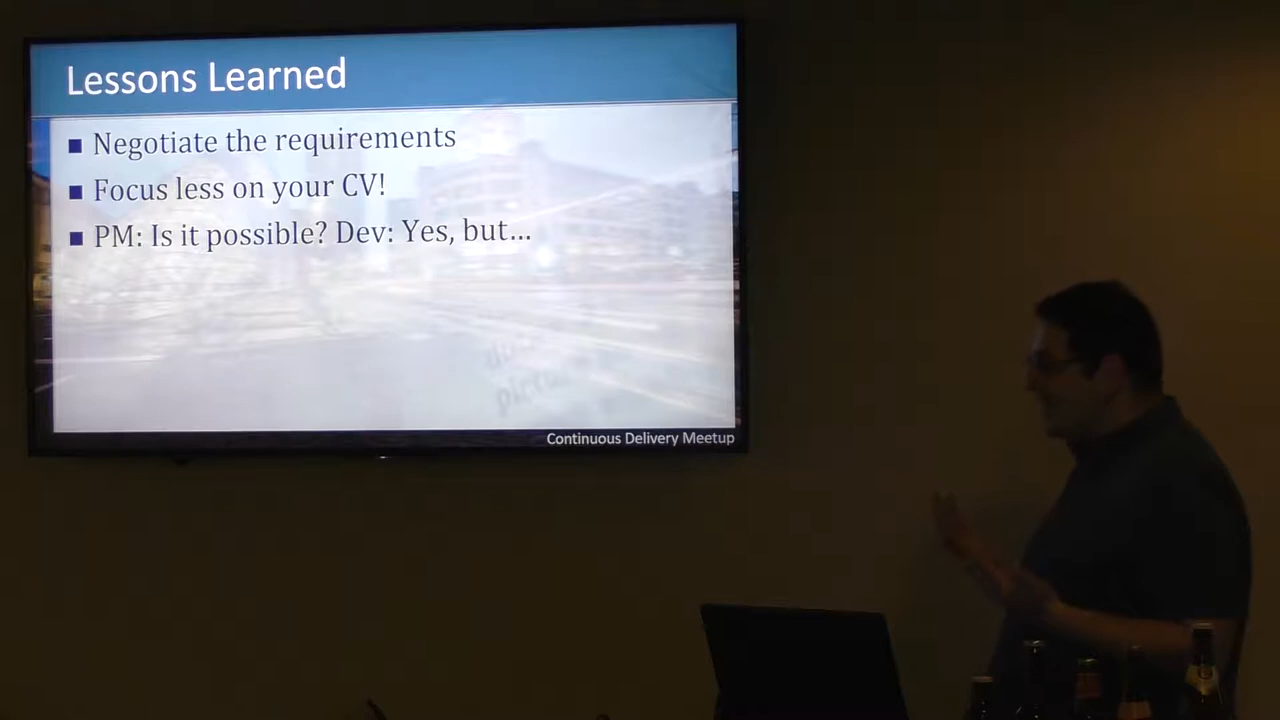 Lessons Learned
Negotiate the requirements
Focus less on your CV!
PM: Is it possible? Dev: Yes, but...
Continuous Delivery Meetup